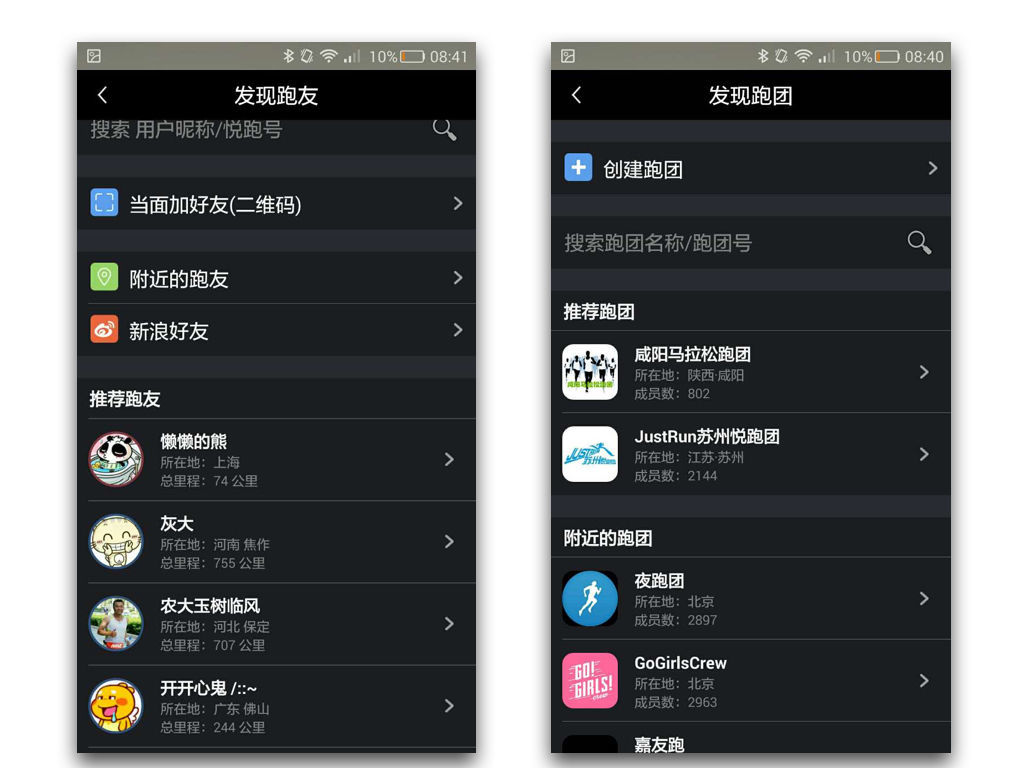 10% 08:41
发现跑友
搜索 用户昵称/悦跑号
当面加好友(二维码)
附近的跑友
新浪好友
推荐跑友
懒懒的熊
所在地：上海
总里程：74 公里
灰大
所在地：河南 焦作
总里程：755 公里
农大玉树临风
所在地：河北 保定
总里程：707 公里
开开心鬼 /::~
所在地：广东 佛山
总里程：244 公里
10% 08:40
发现跑团
创建跑团
搜索跑团名称/跑团号
推荐跑团
咸阳马拉松跑团
咸阳马拉松跑团
所在地：陕西·咸阳
成员数：802
JustRun苏州悦跑团
所在地：江苏·苏州
成员数：2144
附近的跑团
夜跑团
所在地：北京
成员数：2897
GO!
GIRLS!
crew
GoGirlsCrew
所在地：北京
成员数：2963
嘉友跑